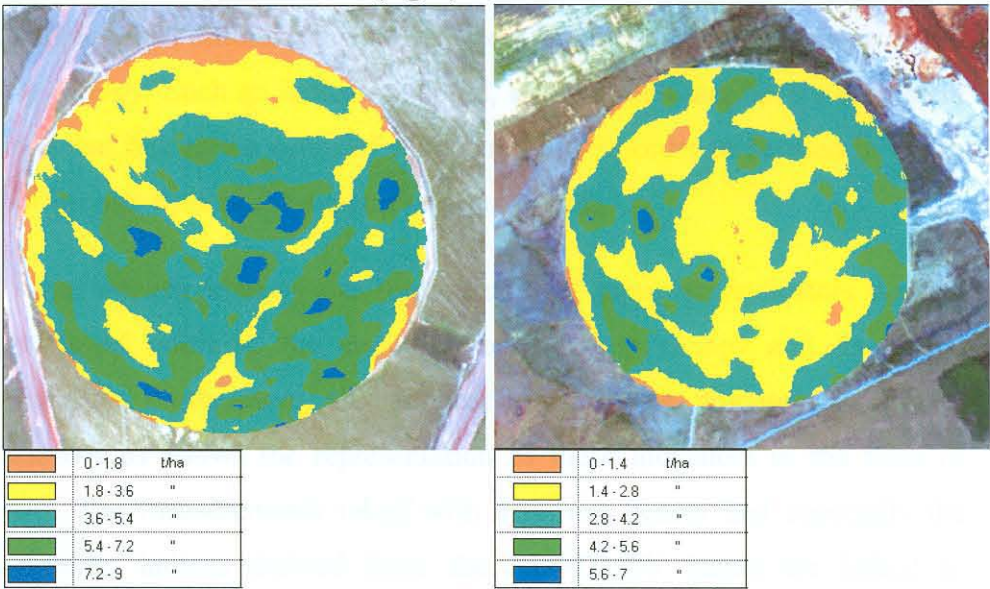 0 - 1.8 t/ha
1.8 - 3.6 "
3.6 - 5.4 "
5.4 - 7.2 "
7.2 - 9 "
0 - 1.4 t/ha
1.4 - 2.8 "
2.8 - 4.2 "
4.2 - 5.6 "
5.6 - 7 "